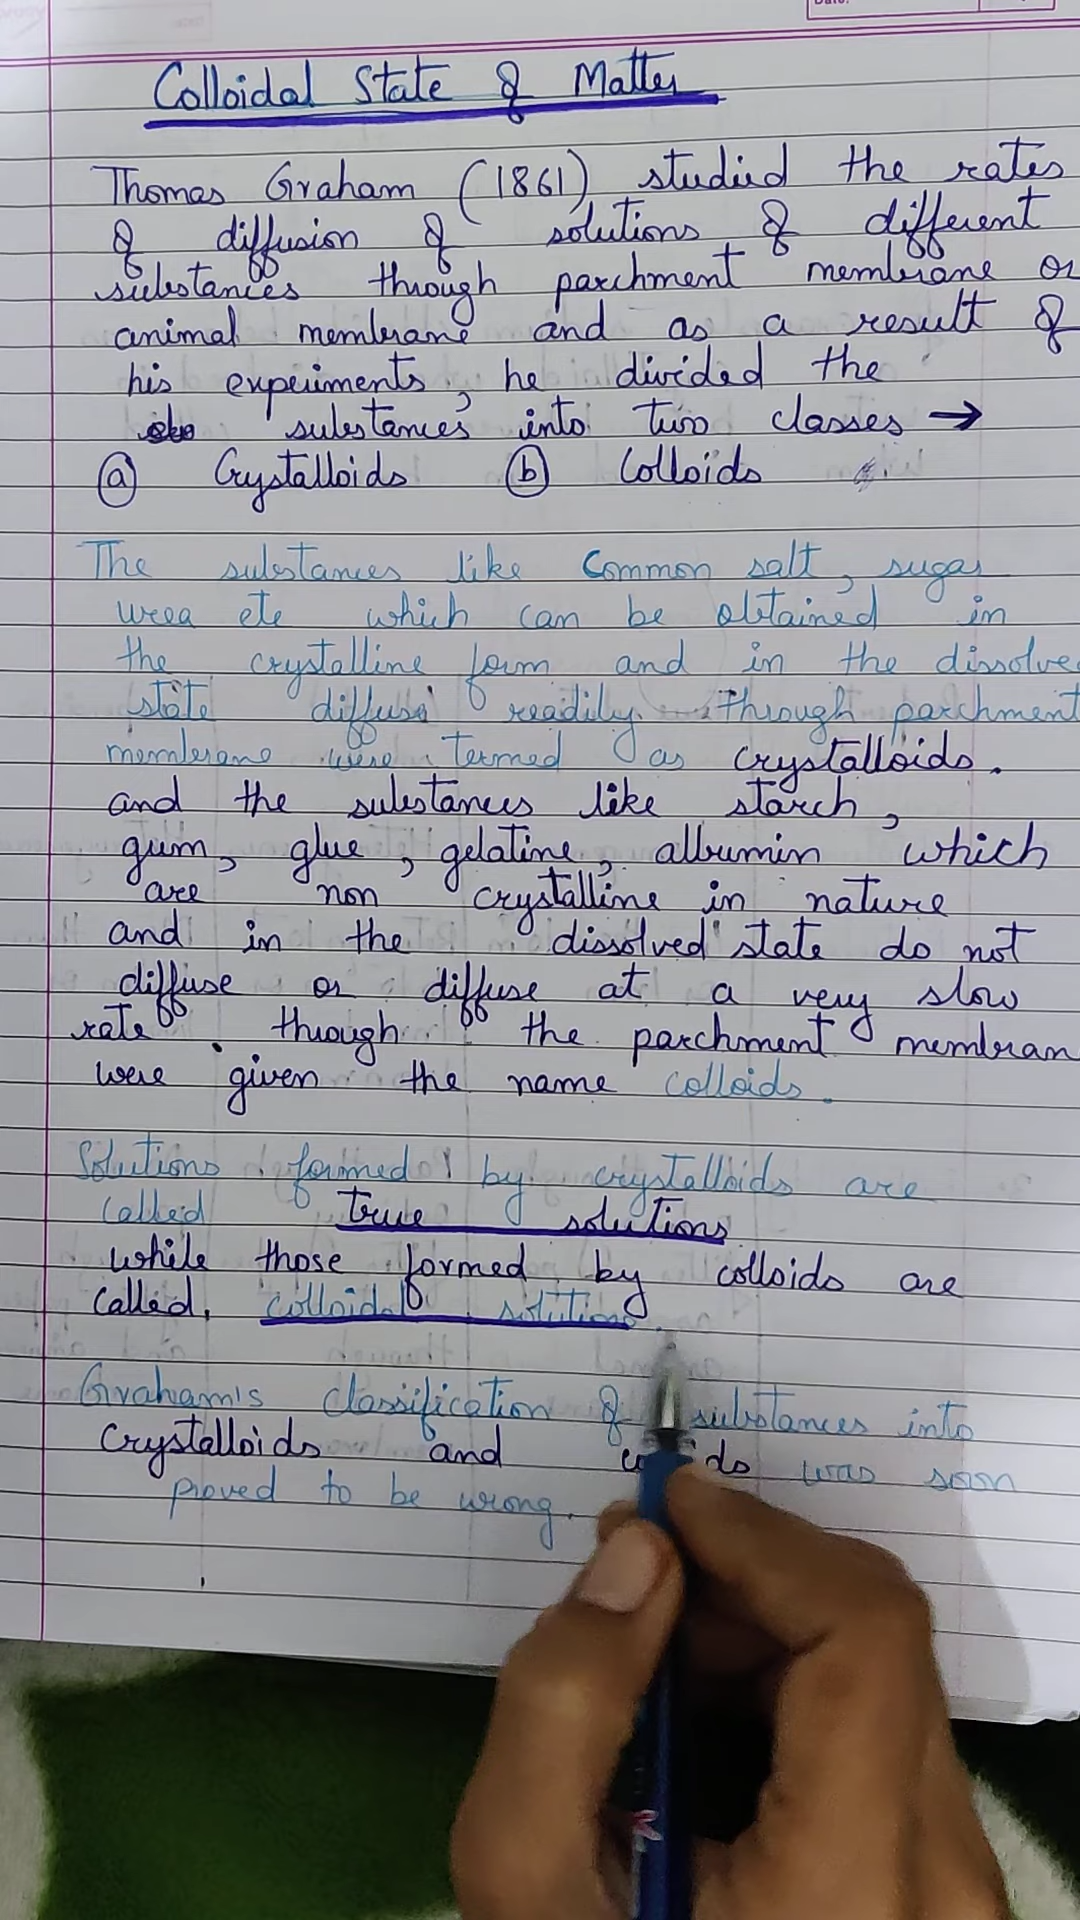 Colloidal State of Matter
Thomas Graham (1861) studied the rates
of diffusion of solutions of different
substances through parchment membrane or
animal membrane and as a result of
his experiments, he divided the
substances into two classes →
(a) Crystalloids (b) Colloids
The substances like Common salt, sugar
urea etc which can be obtained in
the crystalline form and in the dissolve
state diffuse readily through parchment
membrane were termed as crystalloids.
and the substances like starch,
gum, glue, gelatine, albumin which
are non crystalline in nature
and in the dissolved state do not
diffuse or diffuse at a very slow
rate through the parchment membran
were given the name colloids.
Solutions formed by crystalloids are
called true solutions
while those formed by colloids are
called colloidal solutions.
Graham's classification of substances into
Crystalloids and was soon
proved to be wrong.